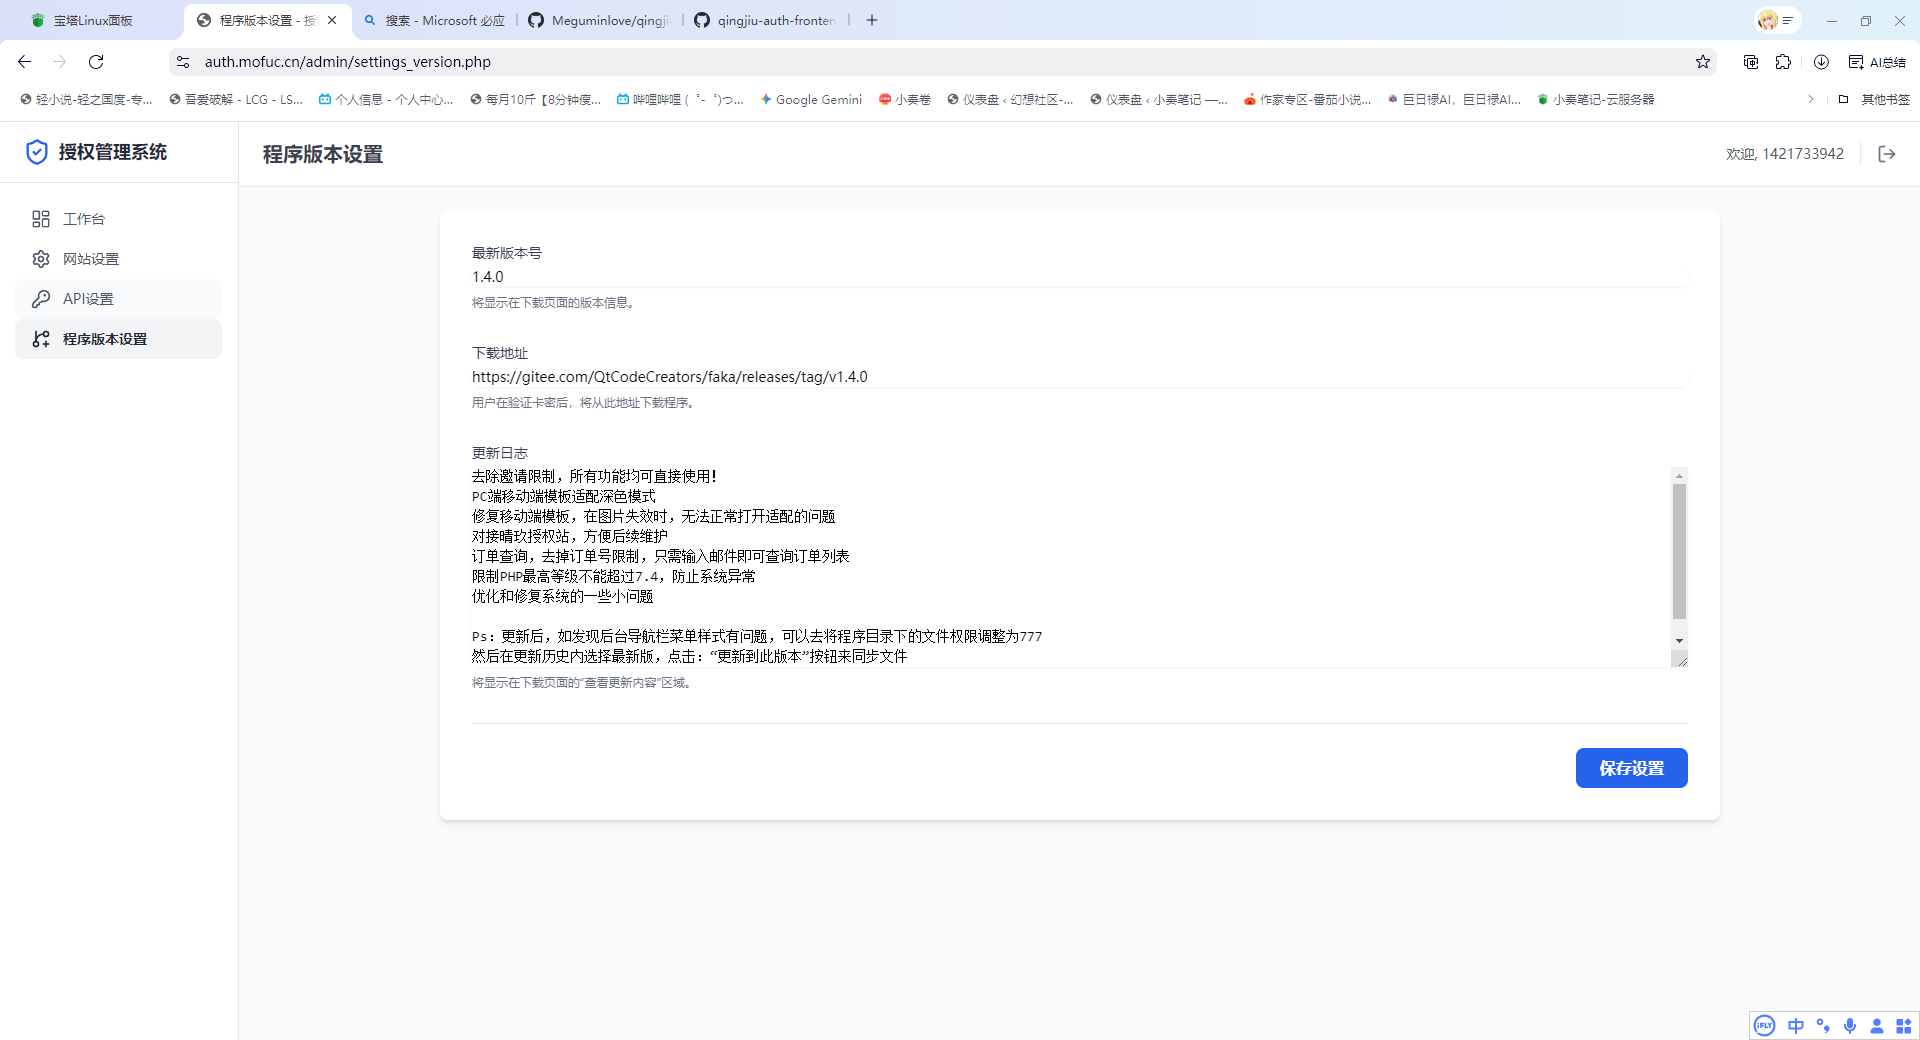 宝塔Linux面板
程序版本设置 - 授
搜索 - Microsoft 必应
Meguminlove/qingji
qingjiu-auth-fronten
auth.mofuc.cn/admin/settings_version.php
AI总结
轻小说-轻之国度-专...
吾爱破解 - LCG - LS...
个人信息 - 个人中心...
每月10斤【8分钟瘦...
哔哩哔哩 (゜-゜)つ...
Google Gemini
小奏卷
仪表盘 ‹ 幻想社区-...
仪表盘 ‹ 小奏笔记 —...
作家专区-番茄小说...
巨日禄AI，巨日禄AI...
小奏笔记-云服务器
其他书签
授权管理系统
程序版本设置
欢迎, 1421733942
工作台
网站设置
API设置
程序版本设置
最新版本号
1.4.0
将显示在下载页面的版本信息。
下载地址
https://gitee.com/QtCodeCreators/faka/releases/tag/v1.4.0
用户在验证卡密后，将从此地址下载程序。
更新日志
去除邀请限制，所有功能均可直接使用！
PC端移动端模板适配深色模式
修复移动端模板，在图片失效时，无法正常打开适配的问题
对接晴玖授权站，方便后续维护
订单查询，去掉订单号限制，只需输入邮件即可查询订单列表
限制PHP最高等级不能超过7.4，防止系统异常
优化和修复系统的一些小问题
Ps：更新后，如发现后台导航栏菜单样式有问题，可以去将程序目录下的文件权限调整为777
然后在更新历史内选择最新版，点击：“更新到此版本”按钮来同步文件
将显示在下载页面的“查看更新内容”区域。
保存设置
iFLY
中